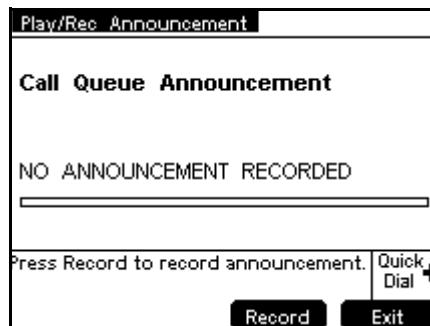 Play/Rec Announcement
Call Queue Announcement
NO ANNOUNCEMENT RECORDED
Press Record to record announcement.
Quick
Dial
Record
Exit